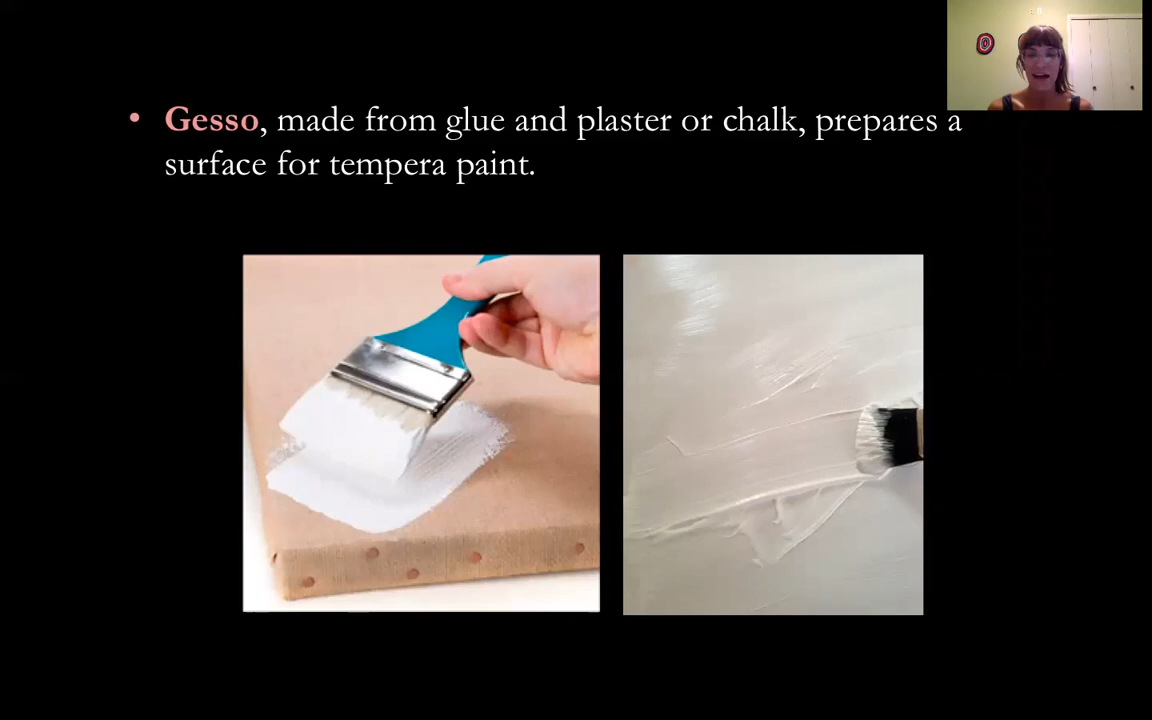 • Gesso, made from glue and plaster or chalk, prepares a
surface for tempera paint.